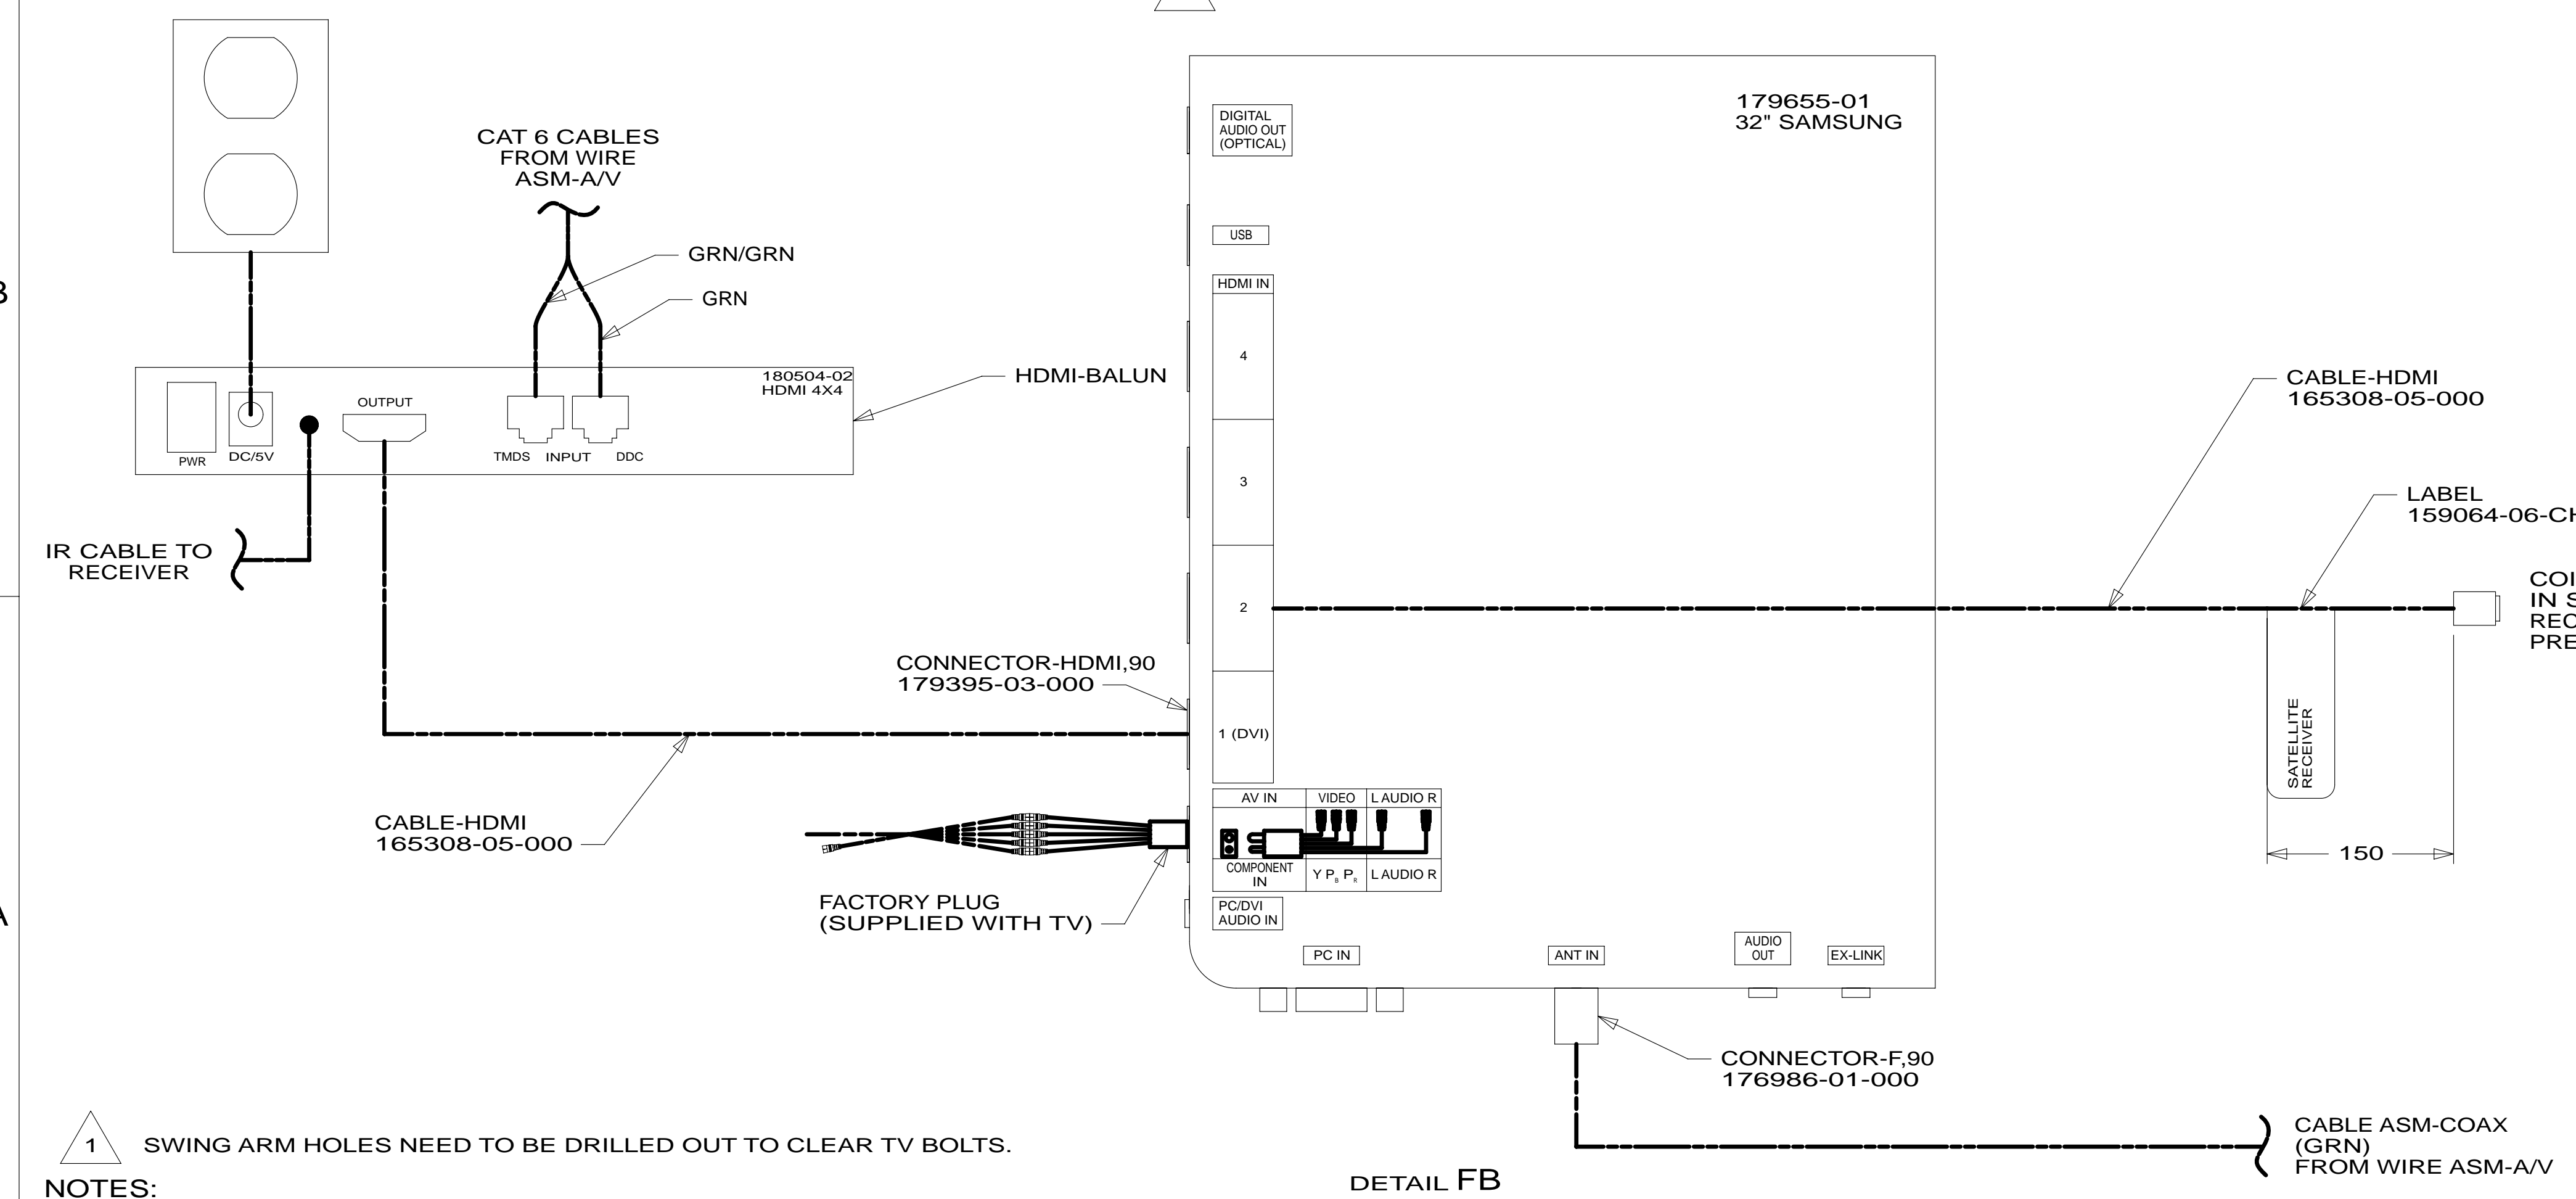 CAT 6 CABLES
FROM WIRE
ASM-A/V
GRN/GRN
GRN
180504-02
HDMI 4X4
HDMI-BALUN
OUTPUT
PWR
DC/5V
TMDS
INPUT
DDC
IR CABLE TO
RECEIVER
CONNECTOR-HDMI,90
179395-03-000
CABLE-HDMI
165308-05-000
FACTORY PLUG
(SUPPLIED WITH TV)
179655-01
32" SAMSUNG
DIGITAL
AUDIO OUT
(OPTICAL)
USB
HDMI IN
4
3
2
1 (DVI)
AV IN
VIDEO
L AUDIO R
COMPONENT
IN
Y PB PR
L AUDIO R
PC/DVI
AUDIO IN
PC IN
ANT IN
AUDIO
OUT
EX-LINK
CABLE-HDMI
165308-05-000
LABEL
159064-06-CH
SATELLITE
RECEIVER
150
CONNECTOR-F,90
176986-01-000
CABLE ASM-COAX
(GRN)
FROM WIRE ASM-A/V
1
SWING ARM HOLES NEED TO BE DRILLED OUT TO CLEAR TV BOLTS.
NOTES:
DETAIL FB